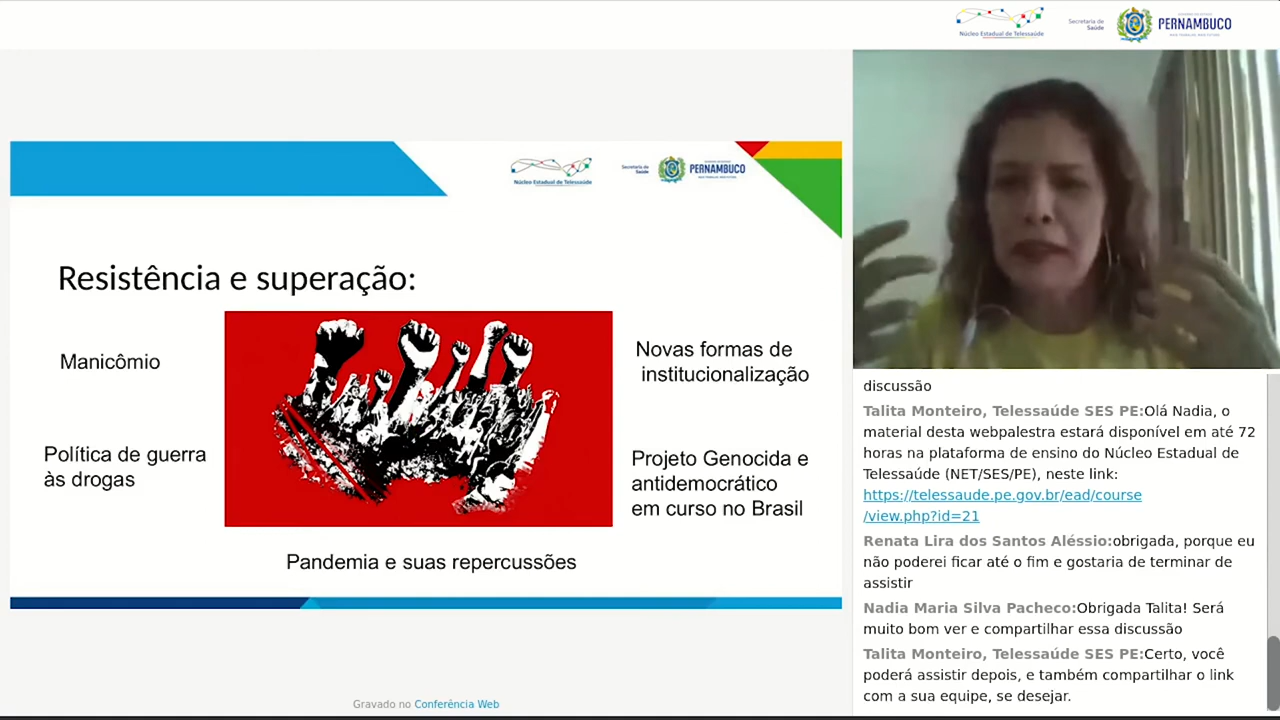 Núcleo Estadual de Telessaúde
Secretaria de
Saúde
PERNAMBUCO
Núcleo Estadual de Telessaúde
Secretaria de
Saúde
PERNAMBUCO
Resistência e superação:
Manicômio
Política de guerra
às drogas
Novas formas de
institucionalização
Projeto Genocida e
antidemocrático
em curso no Brasil
Pandemia e suas repercussões
Gravado no Conferência Web
discussão
Talita Monteiro, Telessaúde SES PE:Olá Nadia, o
material desta webpalestra estará disponível em até 72
horas na plataforma de ensino do Núcleo Estadual de
Telessaúde (NET/SES/PE), neste link:
https://telessaude.pe.gov.br/ead/course
/view.php?id=21
Renata Lira dos Santos Aléssio:obrigada, porque eu
não poderei ficar até o fim e gostaria de terminar de
assistir
Nadia Maria Silva Pacheco:Obrigada Talita! Será
muito bom ver e compartilhar essa discussão
Talita Monteiro, Telessaúde SES PE:Certo, você
poderá assistir depois, e também compartilhar o link
com a sua equipe, se desejar.